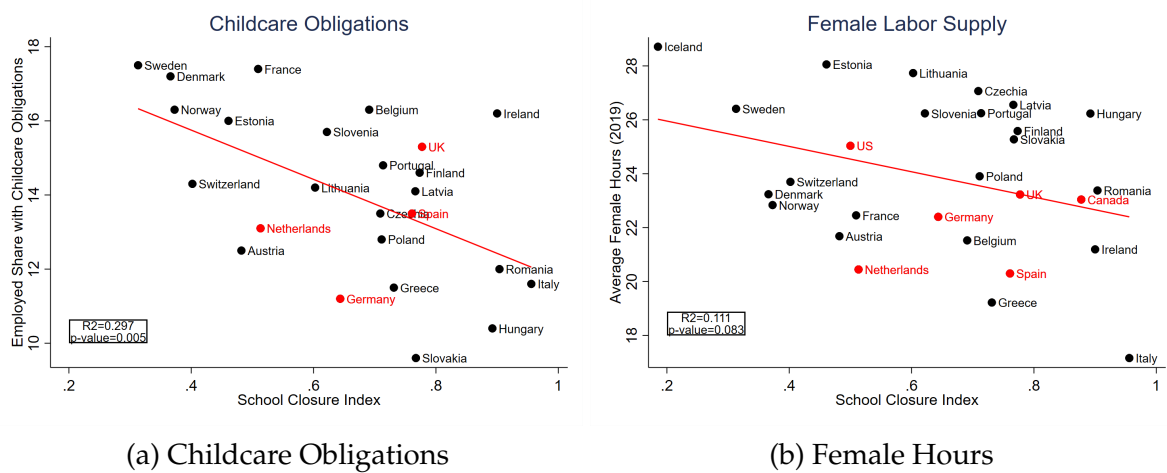 Childcare Obligations
Employed Share with Childcare Obligations
18
16
14
12
10
Sweden
France
Denmark
Norway
Belgium
Ireland
Estonia
Slovenia
UK
Portugal
Finland
Switzerland
Lithuania
Latvia
Czechia
Spain
Netherlands
Poland
Austria
Romania
Italy
Greece
Germany
Hungary
Slovakia
R2=0.297
p-value=0.005
.2 .4 .6 .8 1
School Closure Index
(a) Childcare Obligations
Female Labor Supply
Average Female Hours (2019)
28
26
24
22
20
18
Iceland
Estonia
Lithuania
Czechia
Latvia
Sweden
Slovenia
Portugal
Hungary
Finland
Slovakia
US
Poland
Switzerland
Romania
Denmark
UK
Canada
Norway
France
Germany
Austria
Belgium
Ireland
Netherlands
Spain
Greece
Italy
R2=0.111
p-value=0.083
.2 .4 .6 .8 1
School Closure Index
(b) Female Hours